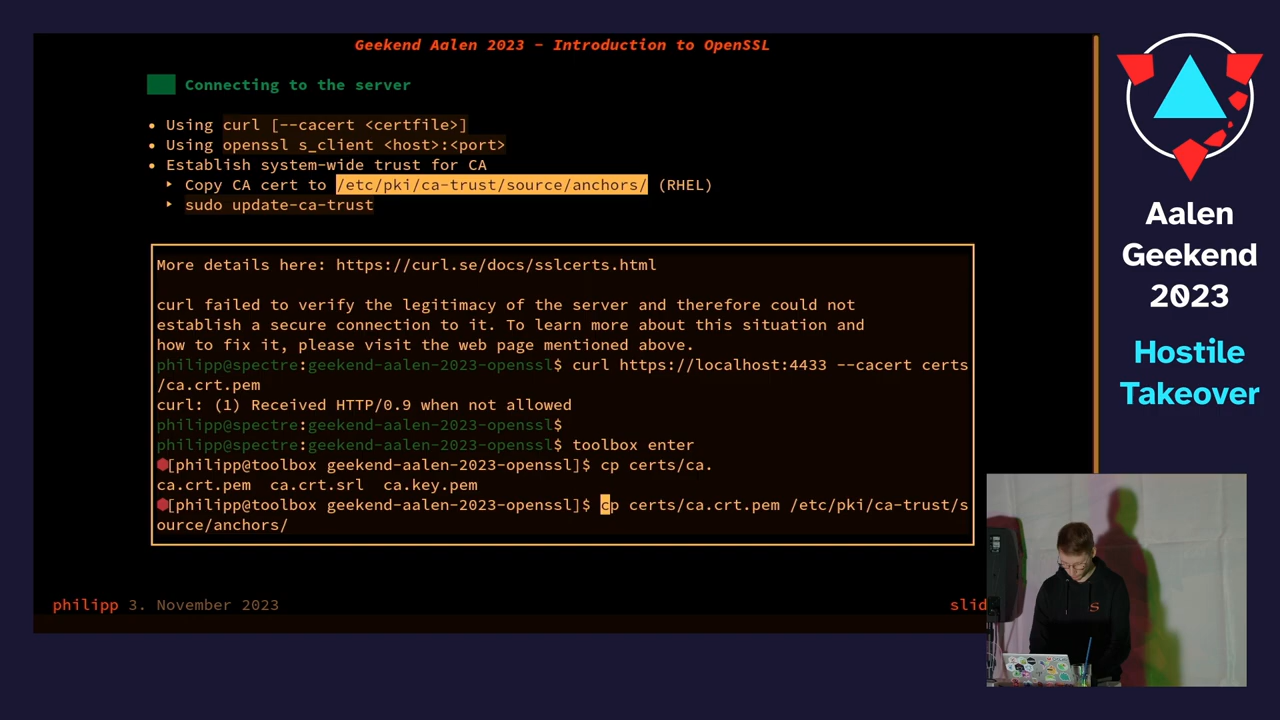 Geekend Aalen 2023 - Introduction to OpenSSL
Connecting to the server
• Using curl [--cacert <certfile>]
• Using openssl s_client <host>:<port>
• Establish system-wide trust for CA
‣ Copy CA cert to /etc/pki/ca-trust/source/anchors/ (RHEL)
‣ sudo update-ca-trust
More details here: https://curl.se/docs/sslcerts.html
curl failed to verify the legitimacy of the server and therefore could not
establish a secure connection to it. To learn more about this situation and
how to fix it, please visit the web page mentioned above.
philipp@spectre:geekend-aalen-2023-openssl$ curl https://localhost:4433 --cacert certs
/ca.crt.pem
curl: (1) Received HTTP/0.9 when not allowed
philipp@spectre:geekend-aalen-2023-openssl$
philipp@spectre:geekend-aalen-2023-openssl$ toolbox enter
[philipp@toolbox geekend-aalen-2023-openssl]$ cp certs/ca.
ca.crt.pem  ca.crt.srl  ca.key.pem
[philipp@toolbox geekend-aalen-2023-openssl]$ cp certs/ca.crt.pem /etc/pki/ca-trust/s
ource/anchors/
philipp 3. November 2023
slid
Aalen
Geekend
2023
Hostile
Takeover